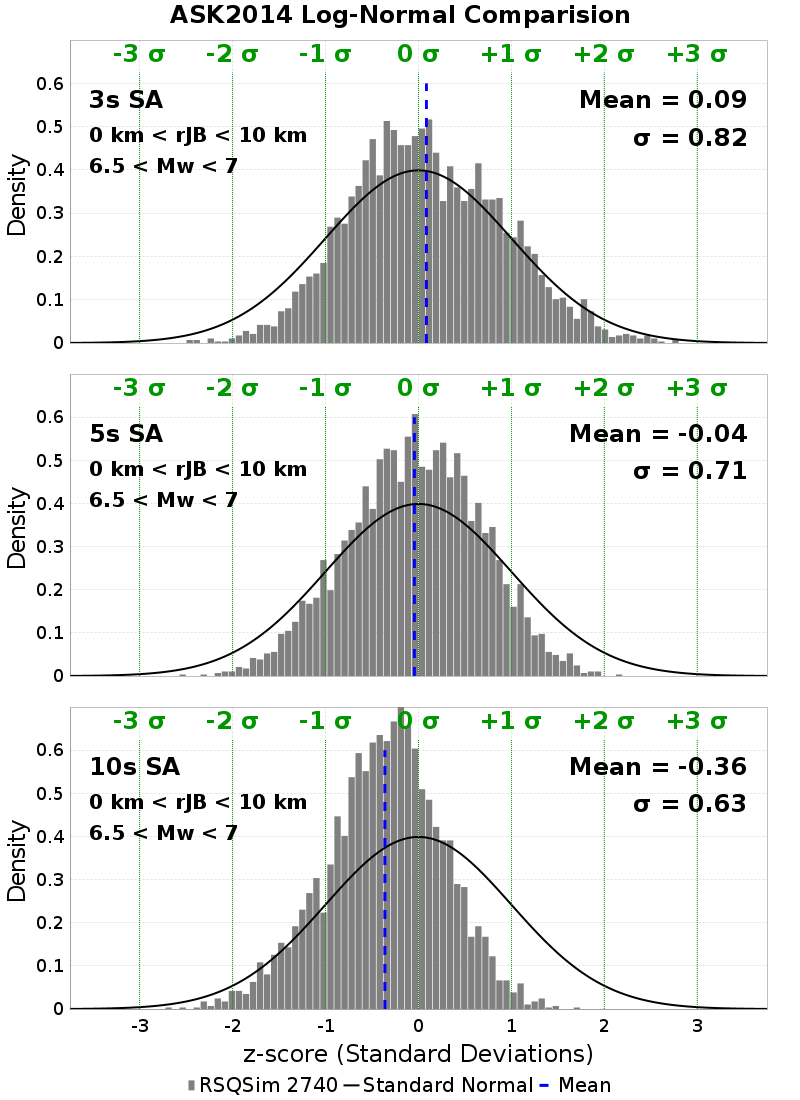 ASK2014 Log-Normal Comparision
-3 σ -2 σ -1 σ 0 σ +1 σ +2 σ +3 σ
0.6
3s SA Mean = 0.09
0.5
0 km < rJB < 10 km σ = 0.82
6.5 < Mw < 7
0.4
Density
0.3
0.2
0.1
0
-3 σ -2 σ -1 σ 0 σ +1 σ +2 σ +3 σ
0.6
5s SA Mean = -0.04
0.5
0 km < rJB < 10 km σ = 0.71
6.5 < Mw < 7
0.4
Density
0.3
0.2
0.1
0
-3 σ -2 σ -1 σ 0 σ +1 σ +2 σ +3 σ
0.6
10s SA Mean = -0.36
0.5
0 km < rJB < 10 km σ = 0.63
6.5 < Mw < 7
0.4
Density
0.3
0.2
0.1
0
-3 -2 -1 0 1 2 3
z-score (Standard Deviations)
RSQSim 2740 Standard Normal Mean